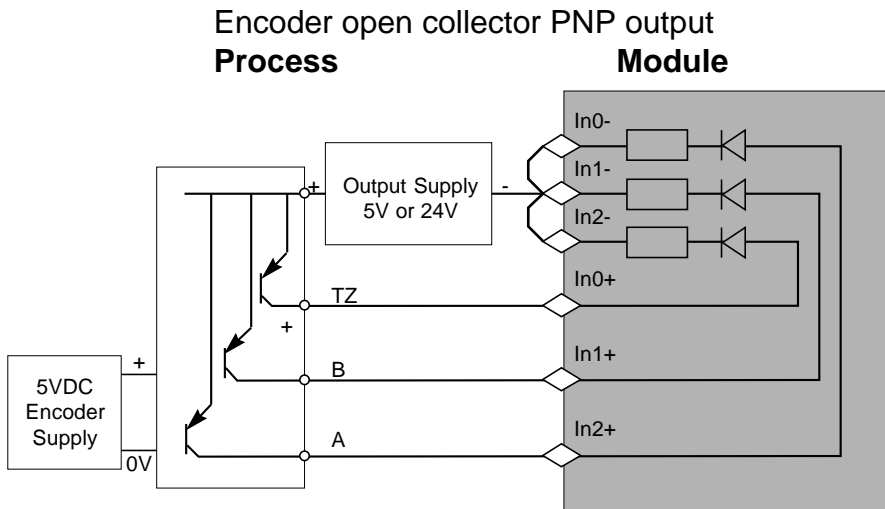 Encoder open collector PNP output
Process
Module
In0-
In1-
In2-
In0+
In1+
In2+
+
Output Supply
5V or 24V
-
TZ
+
B
A
+
5VDC
Encoder
Supply
0V